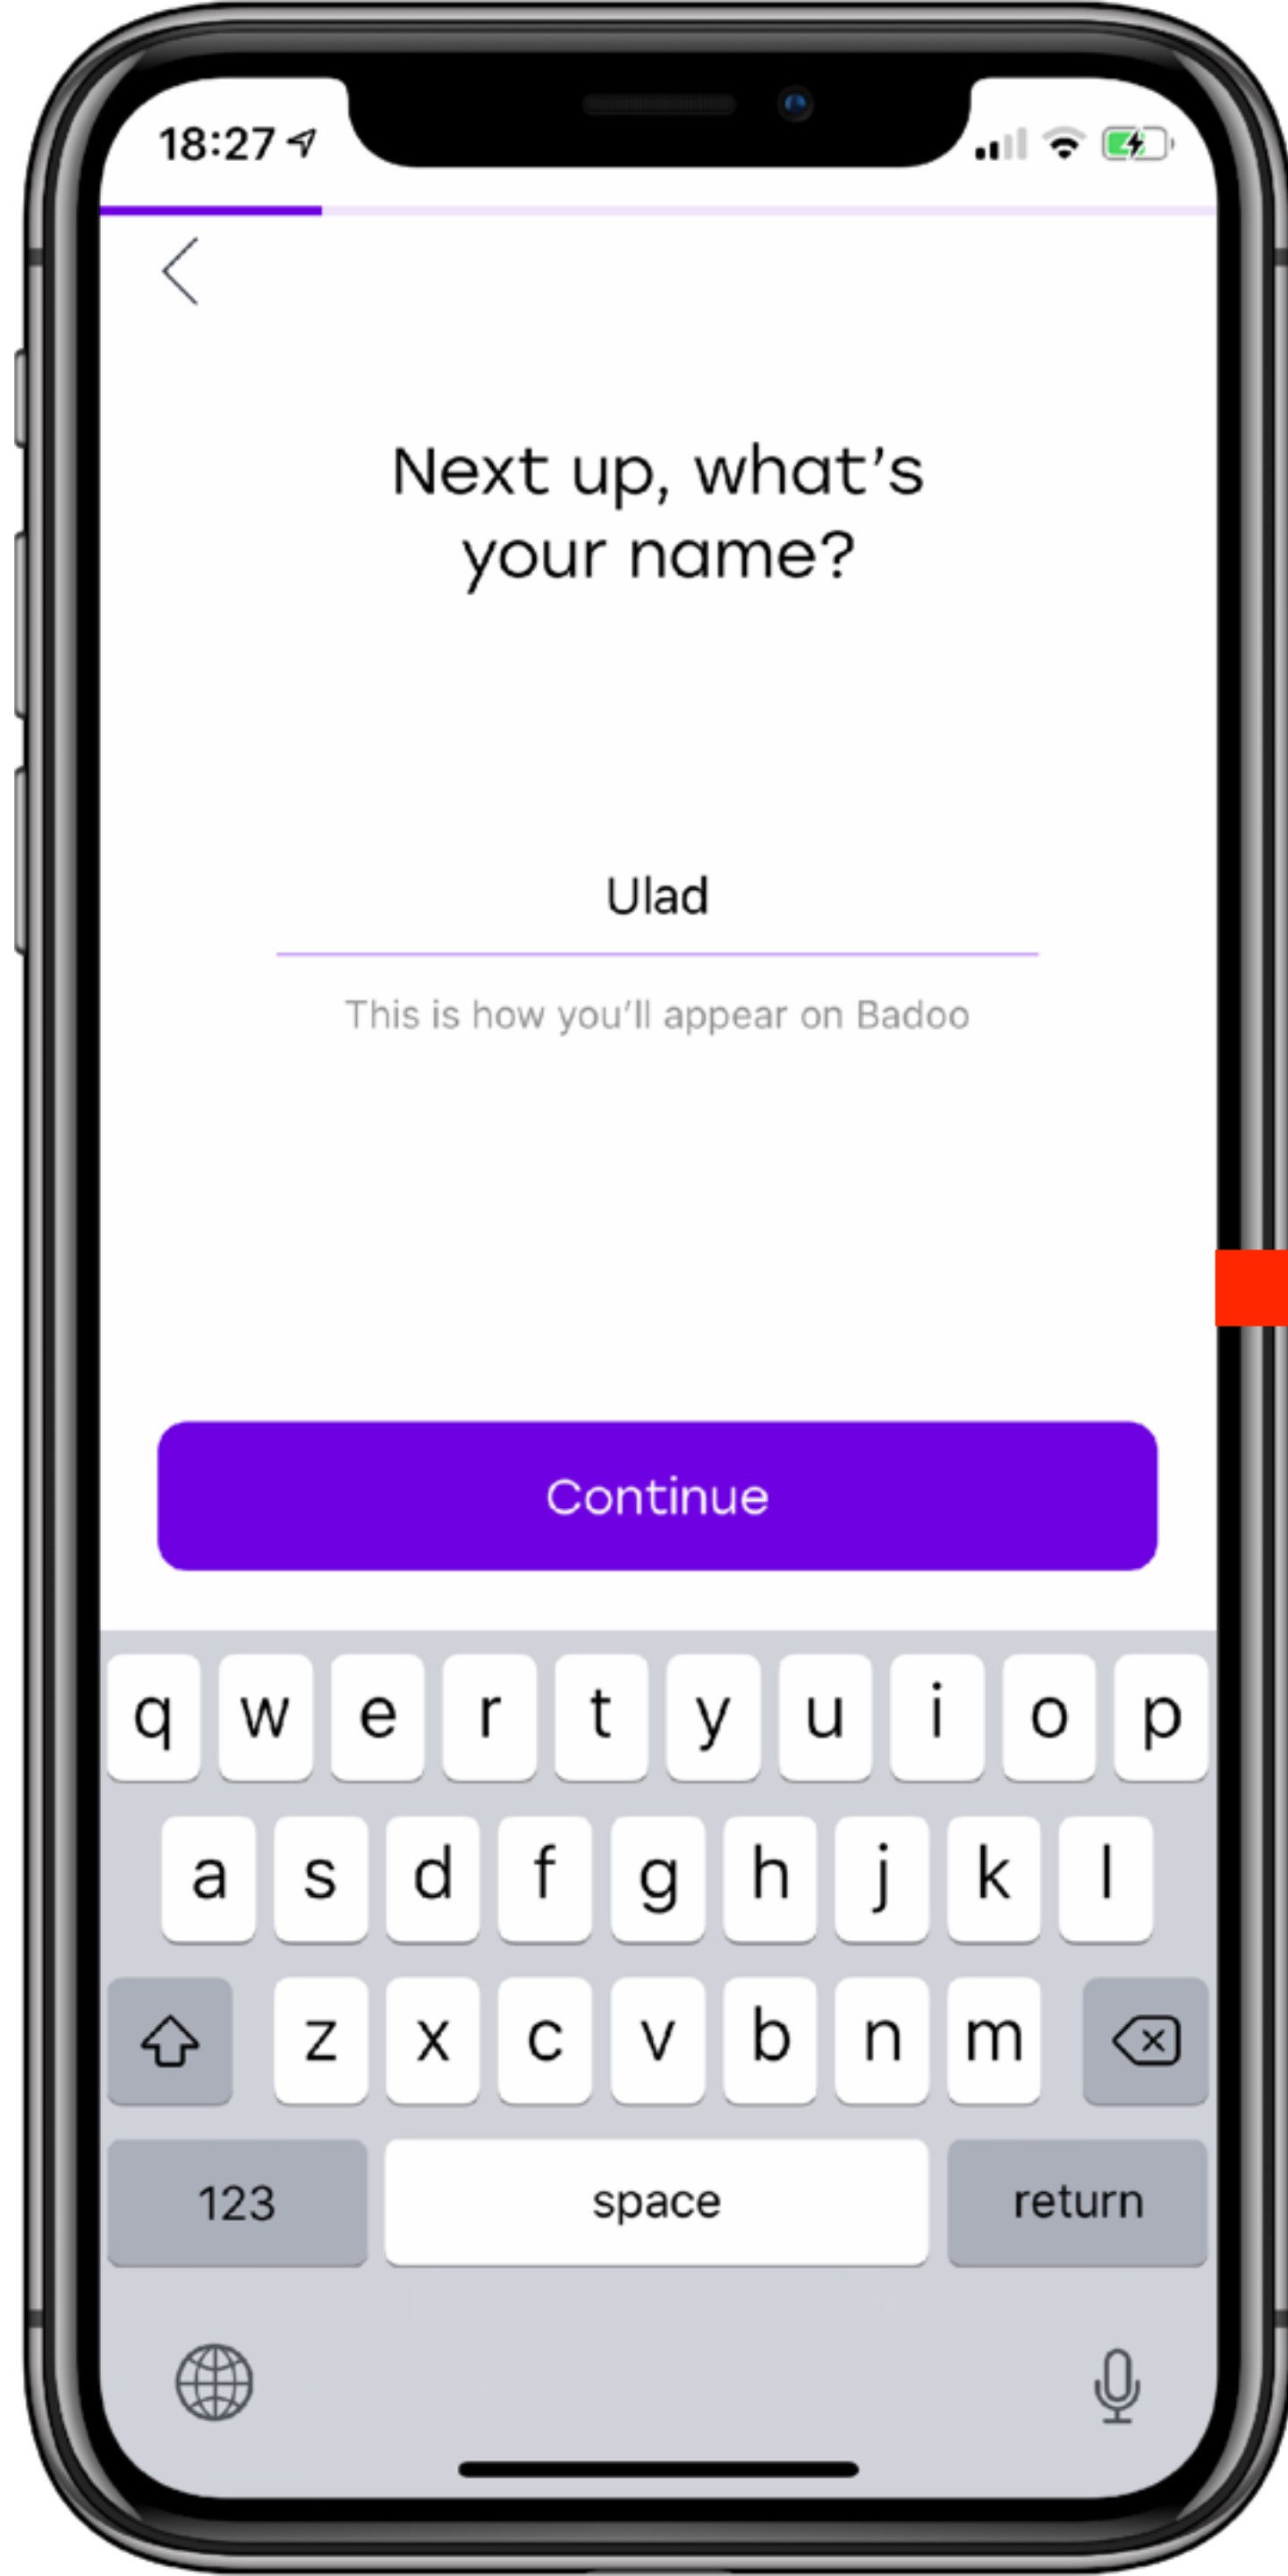 18:27
Next up, what’s
your name?
Ulad
This is how you’ll appear on Badoo
Continue
q w e r t y u i o p
a s d f g h j k l
z x c v b n m
123 space return